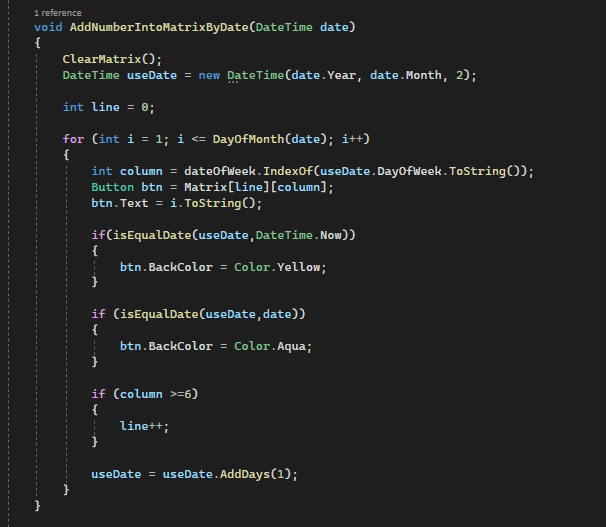 1 reference
void AddNumberIntoMatrixByDate(DateTime date)
{
    ClearMatrix();
    DateTime useDate = new DateTime(date.Year, date.Month, 2);

    int line = 0;

    for (int i = 1; i <= DayOfMonth(date); i++)
    {
        int column = dateOfWeek.IndexOf(useDate.DayOfWeek.ToString());
        Button btn = Matrix[line][column];
        btn.Text = i.ToString();

        if(isEqualDate(useDate,DateTime.Now))
        {
            btn.BackColor = Color.Yellow;
        }

        if (isEqualDate(useDate,date))
        {
            btn.BackColor = Color.Aqua;
        }

        if (column >=6)
        {
            line++;
        }

        useDate = useDate.AddDays(1);
    }
}